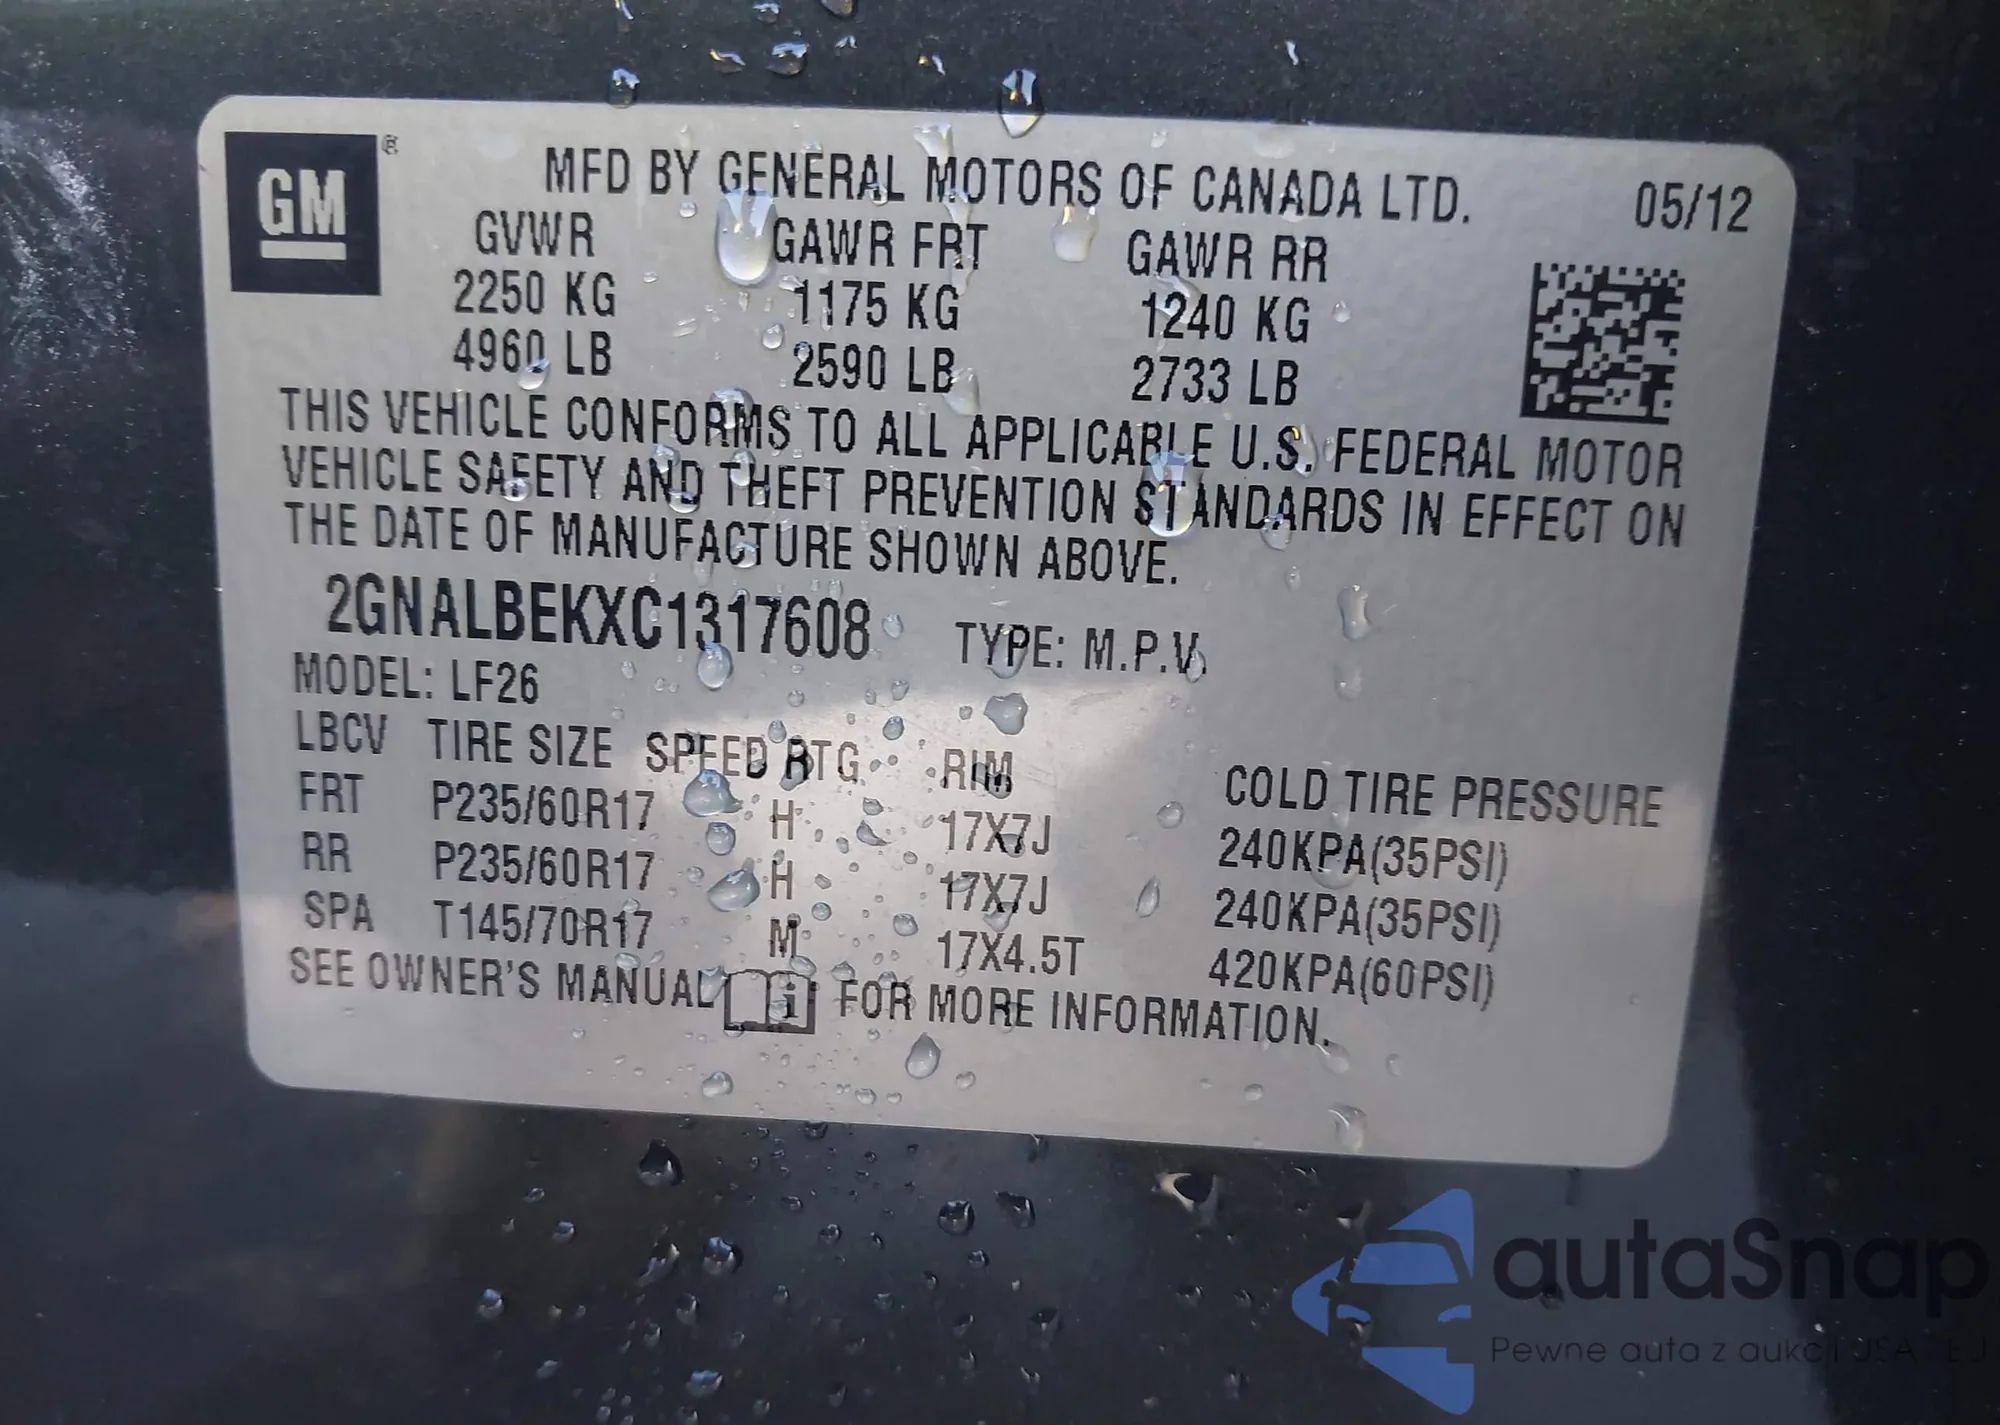 GM ®
MFD BY GENERAL MOTORS OF CANADA LTD. 05/12
GVWR GAWR FRT GAWR RR
2250 KG 1175 KG 1240 KG
4960 LB 2590 LB 2733 LB
THIS VEHICLE CONFORMS TO ALL APPLICABLE U.S. FEDERAL MOTOR
VEHICLE SAFETY AND THEFT PREVENTION STANDARDS IN EFFECT ON
THE DATE OF MANUFACTURE SHOWN ABOVE.
2GNALBEKXC1317608 TYPE: M.P.V.
MODEL: LF26
LBCV TIRE SIZE SPEED RTG RIM COLD TIRE PRESSURE
FRT P235/60R17 H 17X7J 240KPA(35PSI)
RR P235/60R17 H 17X7J 240KPA(35PSI)
SPA T145/70R17 M 17X4.5T 420KPA(60PSI)
SEE OWNER'S MANUAL i FOR MORE INFORMATION.
autaSnap
Pewne auta z aukcji